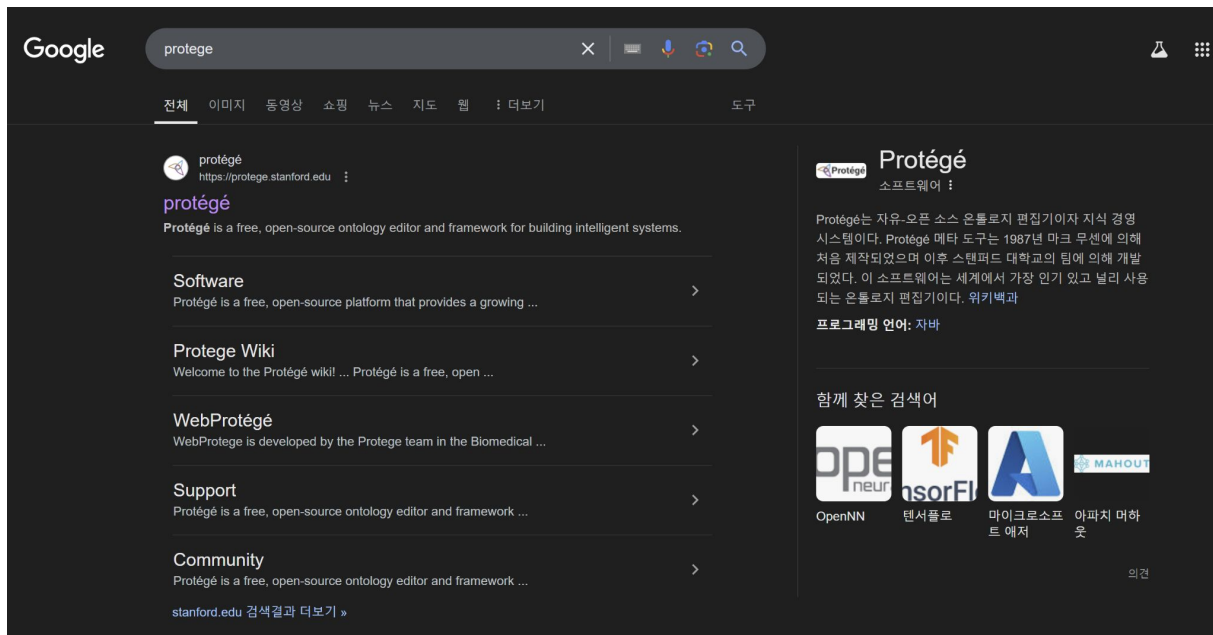 Google
protege
전체 이미지 동영상 쇼핑 뉴스 지도 웹 더보기 도구
protégé
https://protege.stanford.edu
protégé
Protégé is a free, open-source ontology editor and framework for building intelligent systems.
Software
Protégé is a free, open-source platform that provides a growing ...
Protege Wiki
Welcome to the Protégé wiki! ... Protégé is a free, open ...
WebProtégé
WebProtege is developed by the Protege team in the Biomedical ...
Support
Protégé is a free, open-source ontology editor and framework ...
Community
Protégé is a free, open-source ontology editor and framework ...
stanford.edu 검색결과 더보기 »
Protégé
Protégé
소프트웨어
Protégé는 자유-오픈 소스 온톨로지 편집기이자 지식 경영
시스템이다. Protégé 메타 도구는 1987년 마크 무센에 의해
처음 제작되었으며 이후 스탠퍼드 대학교의 팀에 의해 개발
되었다. 이 소프트웨어는 세계에서 가장 인기 있고 널리 사용
되는 온톨로지 편집기이다. 위키백과
프로그래밍 언어: 자바
함께 찾은 검색어
ope
neur
nsorFl
MAHOUT
OpenNN 텐서플로 마이크로소프 아파치 머하
트 애저 웃
의견